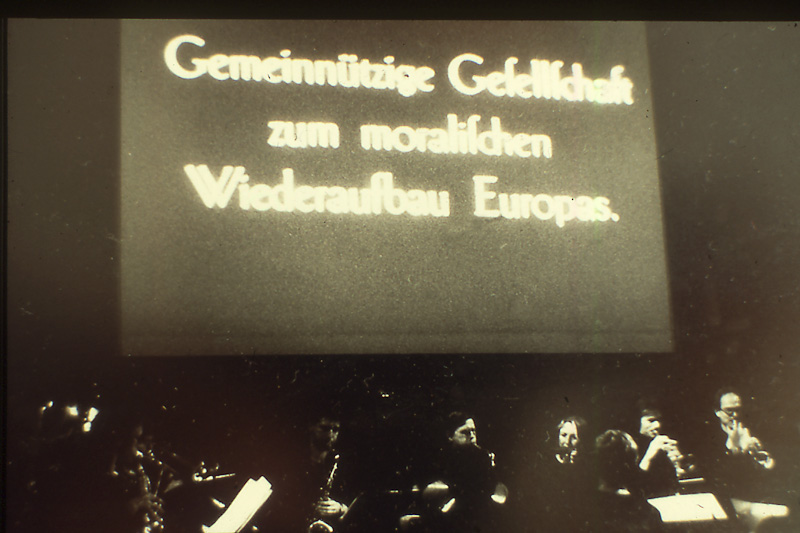 Gemeinnützige Geſellſchaft
zum moraliſchen
Wiederaufbau Europas.